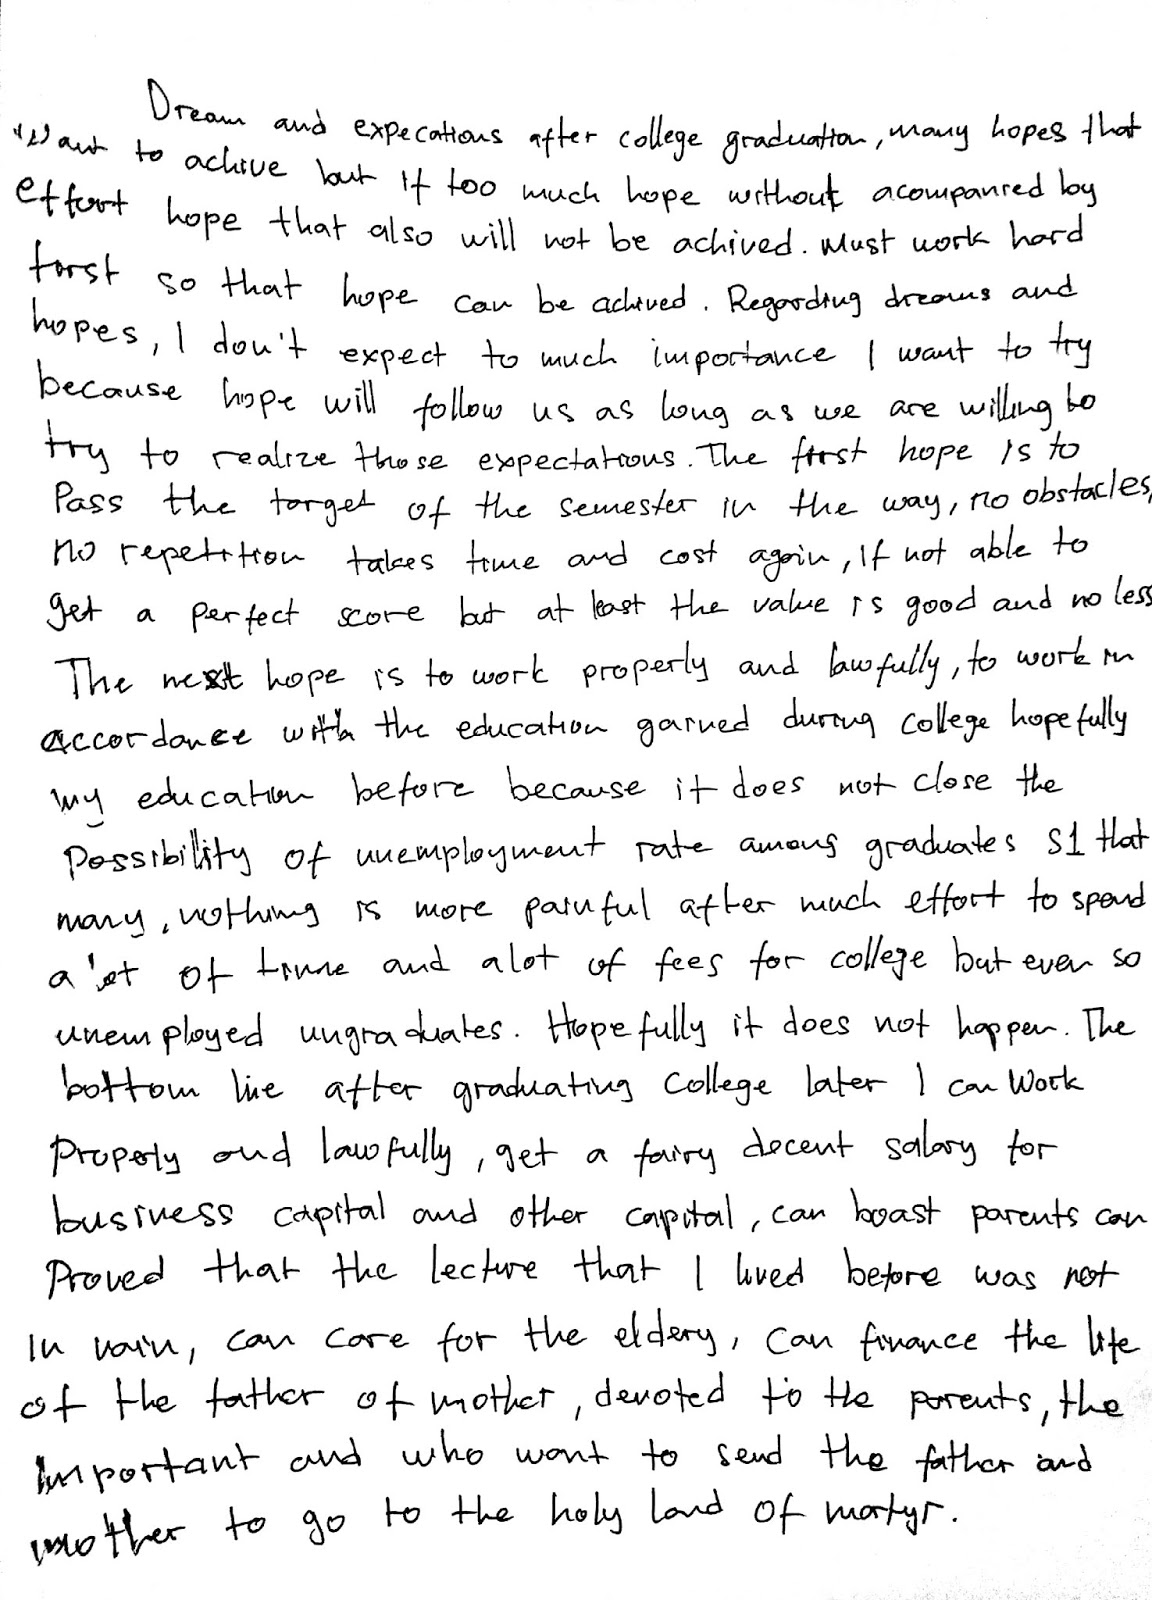 Dream and expecations after college graduation, many hopes that
want to achive but if too much hope without acompanied by
effort hope that also will not be achived. Must work hard
first so that hope can be achived. Regarding dreams and
hopes, I don't expect to much importance I want to try
because hope will follow us as long as we are willing to
try to realize those expectations. The first hope is to
Pass the target of the semester in the way, no obstacles,
no repetition takes time and cost again, if not able to
get a perfect score but at least the value is good and no less
The next hope is to work properly and lawfully, to work in
accordance with the education gained during college hopefully
my education before because it does not close the
possibility of unemployment rate among graduates S1 that
many, nothing is more painful after much effort to spend
a lot of time and a lot of fees for college but even so
unemployed ungraduates. Hopefully it does not happen. The
bottom lie after graduating college later I can work
Properly and lawfully, get a fairy decent salary for
business capital and other capital, can boast parents can
Proved that the lecture that I lived before was not
in vain, can care for the eldery, can finance the life
of the father of mother, devoted to the parents, the
important and who want to send the father and
mother to go to the holy land of martyr.